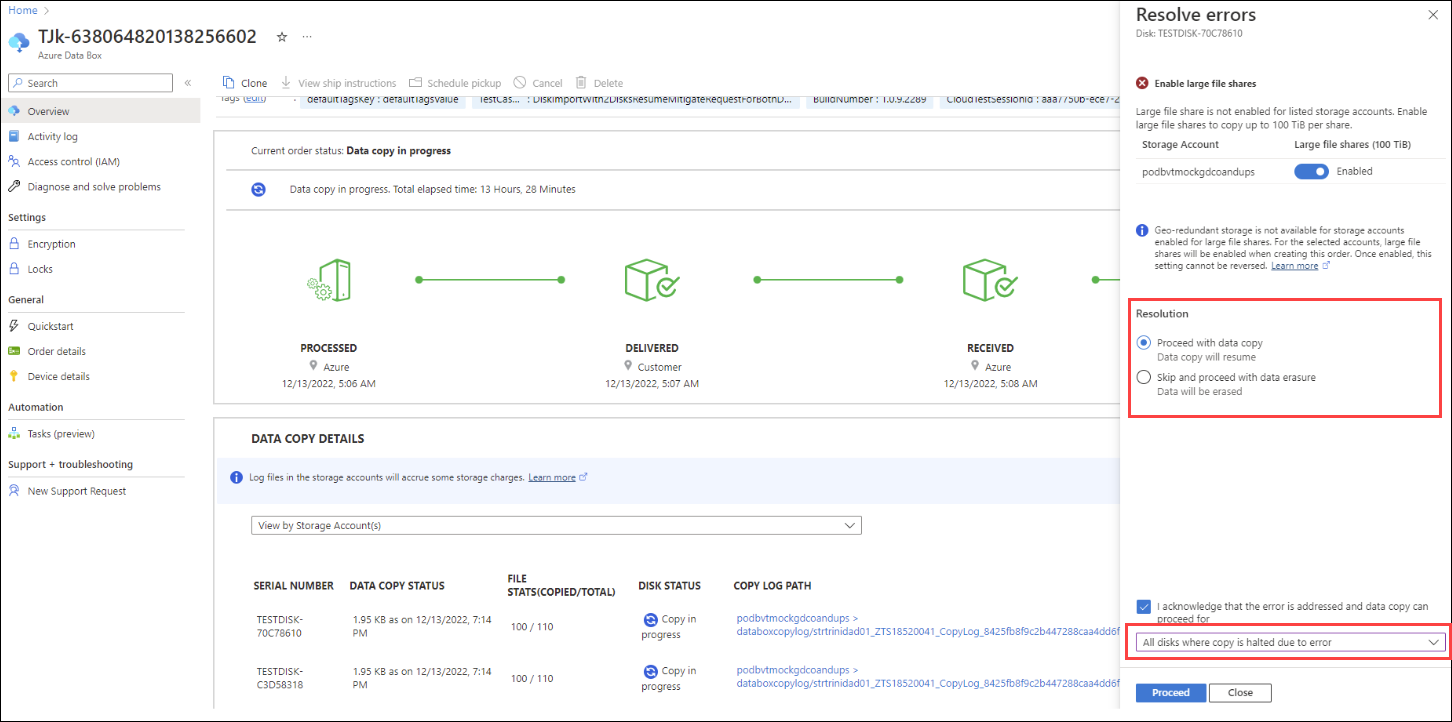 Home
TJk-638064820138256602
Azure Data Box
Search
Overview
Activity log
Access control (IAM)
Diagnose and solve problems
Settings
Encryption
Locks
General
Quickstart
Order details
Device details
Automation
Tasks (preview)
Support + troubleshooting
New Support Request
Clone
View ship instructions
Schedule pickup
Cancel
Delete
Tags (edit) : defaultTagsKey : defaultTagsValue TestCas... : DiskImportWith2DisksResumeMitigateRequestForBothD... BuildNumber : 1.0.9.2289 CloudTestSessionId : aaa7750b-ece7-2
Current order status: Data copy in progress
Data copy in progress. Total elapsed time: 13 Hours, 28 Minutes
PROCESSED
Azure
12/13/2022, 5:06 AM
DELIVERED
Customer
12/13/2022, 5:07 AM
RECEIVED
Azure
12/13/2022, 5:08 AM
DATA COPY DETAILS
Log files in the storage accounts will accrue some storage charges. Learn more
View by Storage Account(s)
SERIAL NUMBER
DATA COPY STATUS
FILE
STATS(COPIED/TOTAL)
DISK STATUS
COPY LOG PATH
TESTDISK-
70C78610
1.95 KB as on 12/13/2022, 7:14
PM
100 / 110
Copy in
progress
podbvtmockgdcoandups >
databoxcopylog/strtrinidad01_ZTS18520041_CopyLog_8425fb8f9c2b447288caa4dd6f
TESTDISK-
C3D58318
1.95 KB as on 12/13/2022, 7:14
PM
100 / 110
Copy in
progress
podbvtmockgdcoandups >
databoxcopylog/strtrinidad01_ZTS18520041_CopyLog_8425fb8f9c2b447288caa4dd6f
Resolve errors
Disk: TESTDISK-70C78610
Enable large file shares
Large file share is not enabled for listed storage accounts. Enable
large file shares to copy up to 100 TiB per share.
Storage Account
Large file shares (100 TiB)
podbvtmockgdcoandups
Enabled
Geo-redundant storage is not available for storage accounts
enabled for large file shares. For the selected accounts, large file
shares will be enabled when creating this order. Once enabled, this
setting cannot be reversed. Learn more
Resolution
Proceed with data copy
Data copy will resume
Skip and proceed with data erasure
Data will be erased
I acknowledge that the error is addressed and data copy can
proceed for
All disks where copy is halted due to error
Proceed
Close